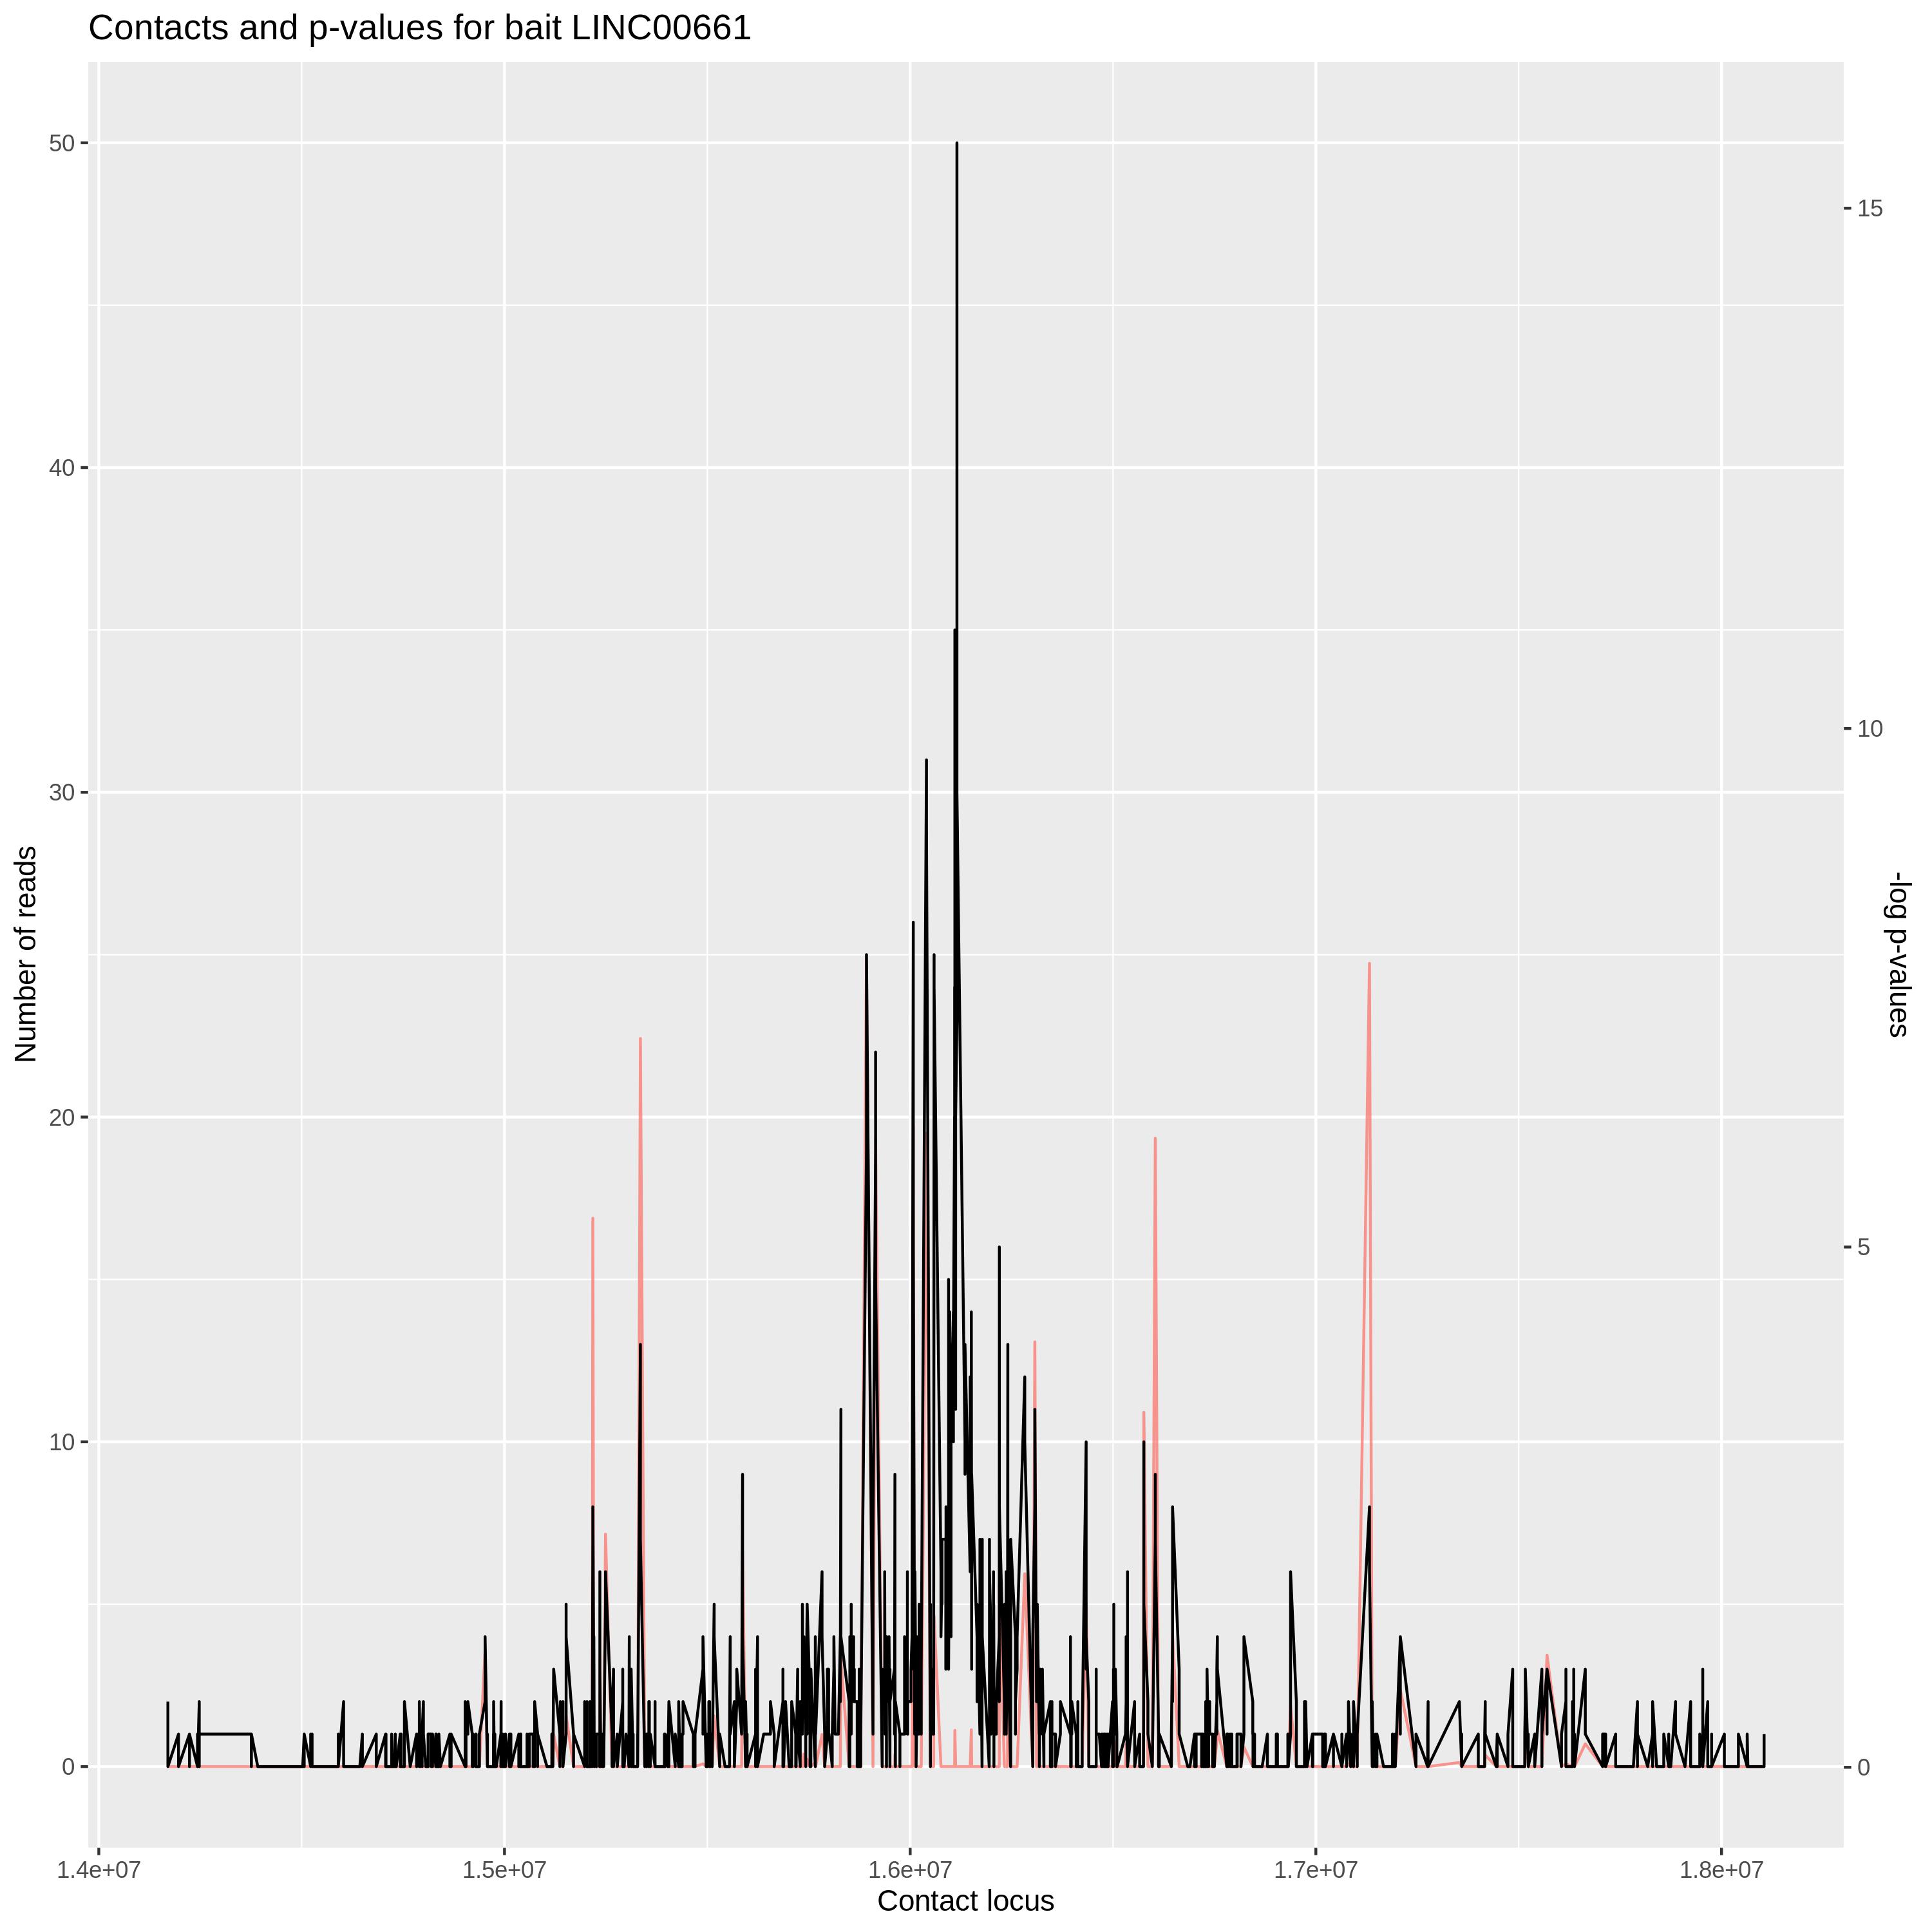 Contacts and p-values for bait LINC00661
50
40
30
20
10
0
Number of reads
15
10
5
0
-log p-values
1.4e+07 1.5e+07 1.6e+07 1.7e+07 1.8e+07
Contact locus